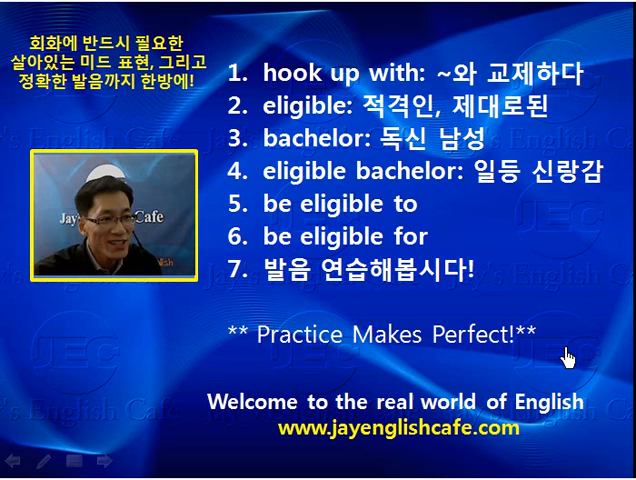 회화에 반드시 필요한
살아있는 미드 표현, 그리고
정확한 발음까지 한방에!
1. hook up with: ~와 교제하다
2. eligible: 적격인, 제대로된
3. bachelor: 독신 남성
4. eligible bachelor: 일등 신랑감
5. be eligible to
6. be eligible for
7. 발음 연습해봅시다!
** Practice Makes Perfect!**
Welcome to the real world of English
www.jayenglishcafe.com